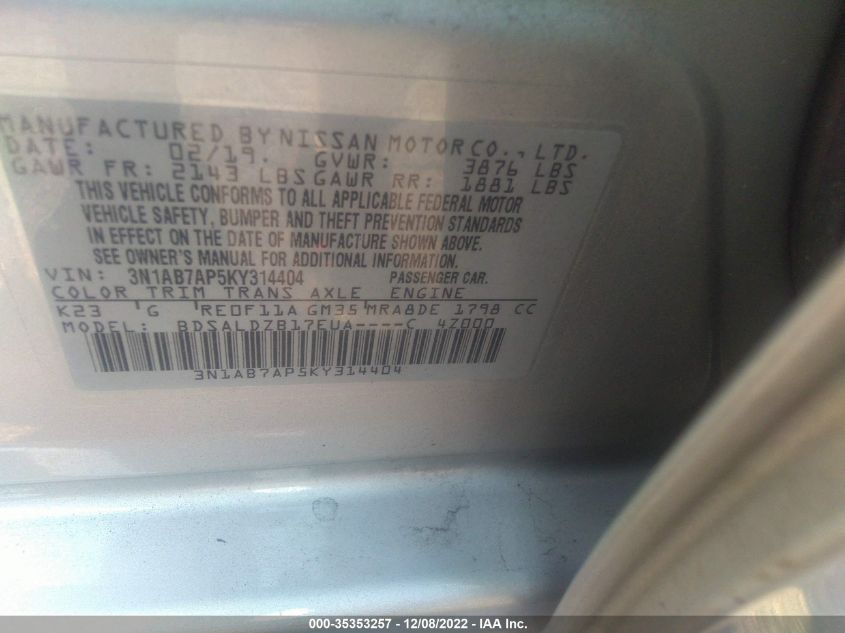 MANUFACTURED BY NISSAN MOTOR CO., LTD.
DATE: 02/19. GVWR: 3876 LBS
GAWR FR: 2143 LBS GAWR RR: 1881 LBS
THIS VEHICLE CONFORMS TO ALL APPLICABLE FEDERAL MOTOR
VEHICLE SAFETY, BUMPER AND THEFT PREVENTION STANDARDS
IN EFFECT ON THE DATE OF MANUFACTURE SHOWN ABOVE.
SEE OWNER'S MANUAL FOR ADDITIONAL INFORMATION.
VIN: 3N1AB7AP5KY314404 PASSENGER CAR.
COLOR TRIM TRANS AXLE ENGINE
K23 G RE0F11A GM35 MRA8DE 1798 CC
MODEL: BDSALDZB17EUA----C 4Z000
3N1AB7AP5KY314404
000-35353257 - 12/08/2022 - IAA Inc.